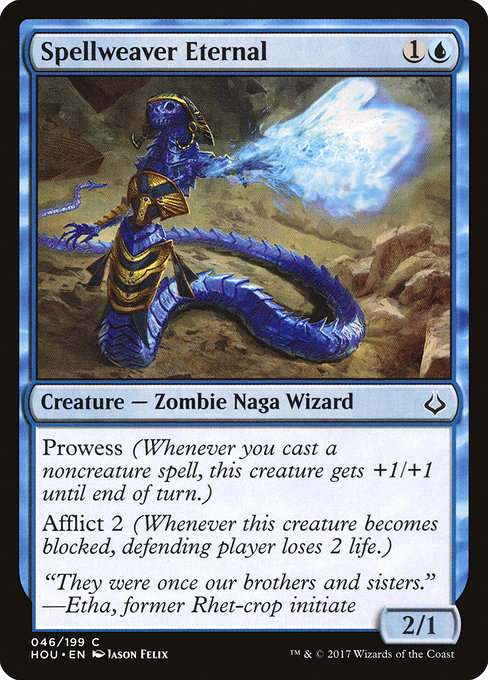 Spellweaver Eternal 1
Creature — Zombie Naga Wizard
Prowess (Whenever you cast a
noncreature spell, this creature gets +1/+1
until end of turn.)
Afflict 2 (Whenever this creature becomes
blocked, defending player loses 2 life.)
“They were once our brothers and sisters.”
—Etha, former Rhet-crop initiate
2/1
046/199 C
HOU • EN Jason Felix
™ & © 2017 Wizards of the Coast